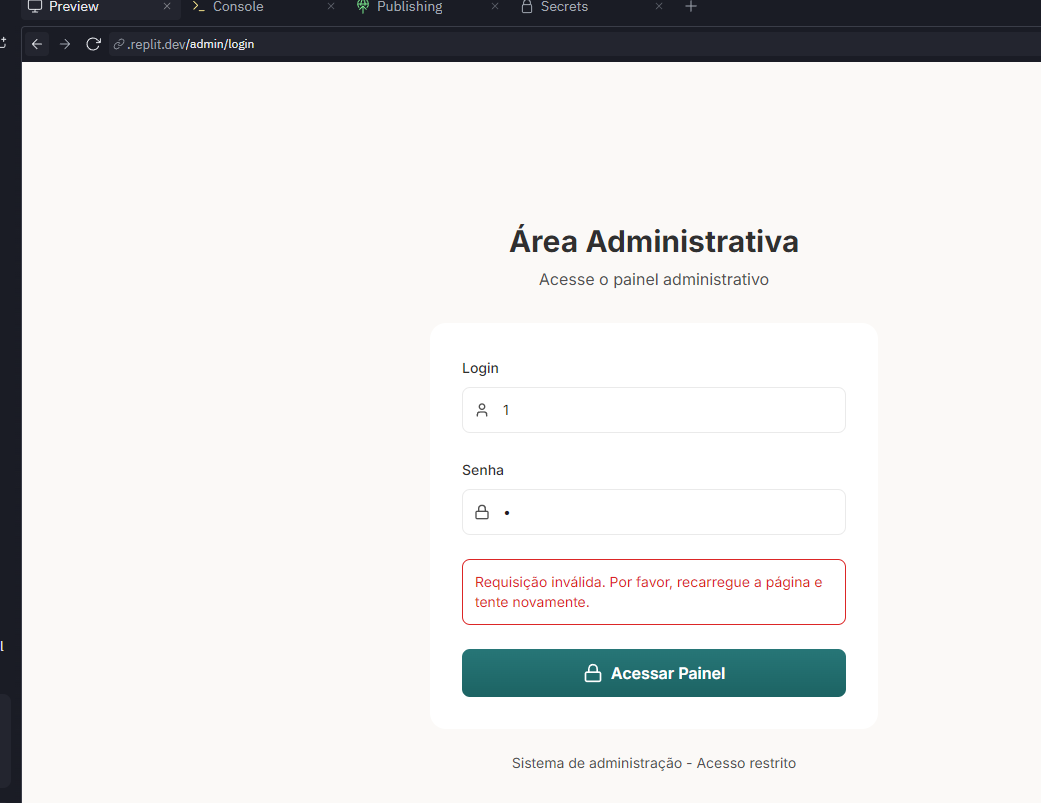 Preview
Console
Publishing
Secrets
.replit.dev/admin/login
Área Administrativa
Acesse o painel administrativo
Login
1
Senha
•
Requisição inválida. Por favor, recarregue a página e
tente novamente.
Acessar Painel
Sistema de administração - Acesso restrito